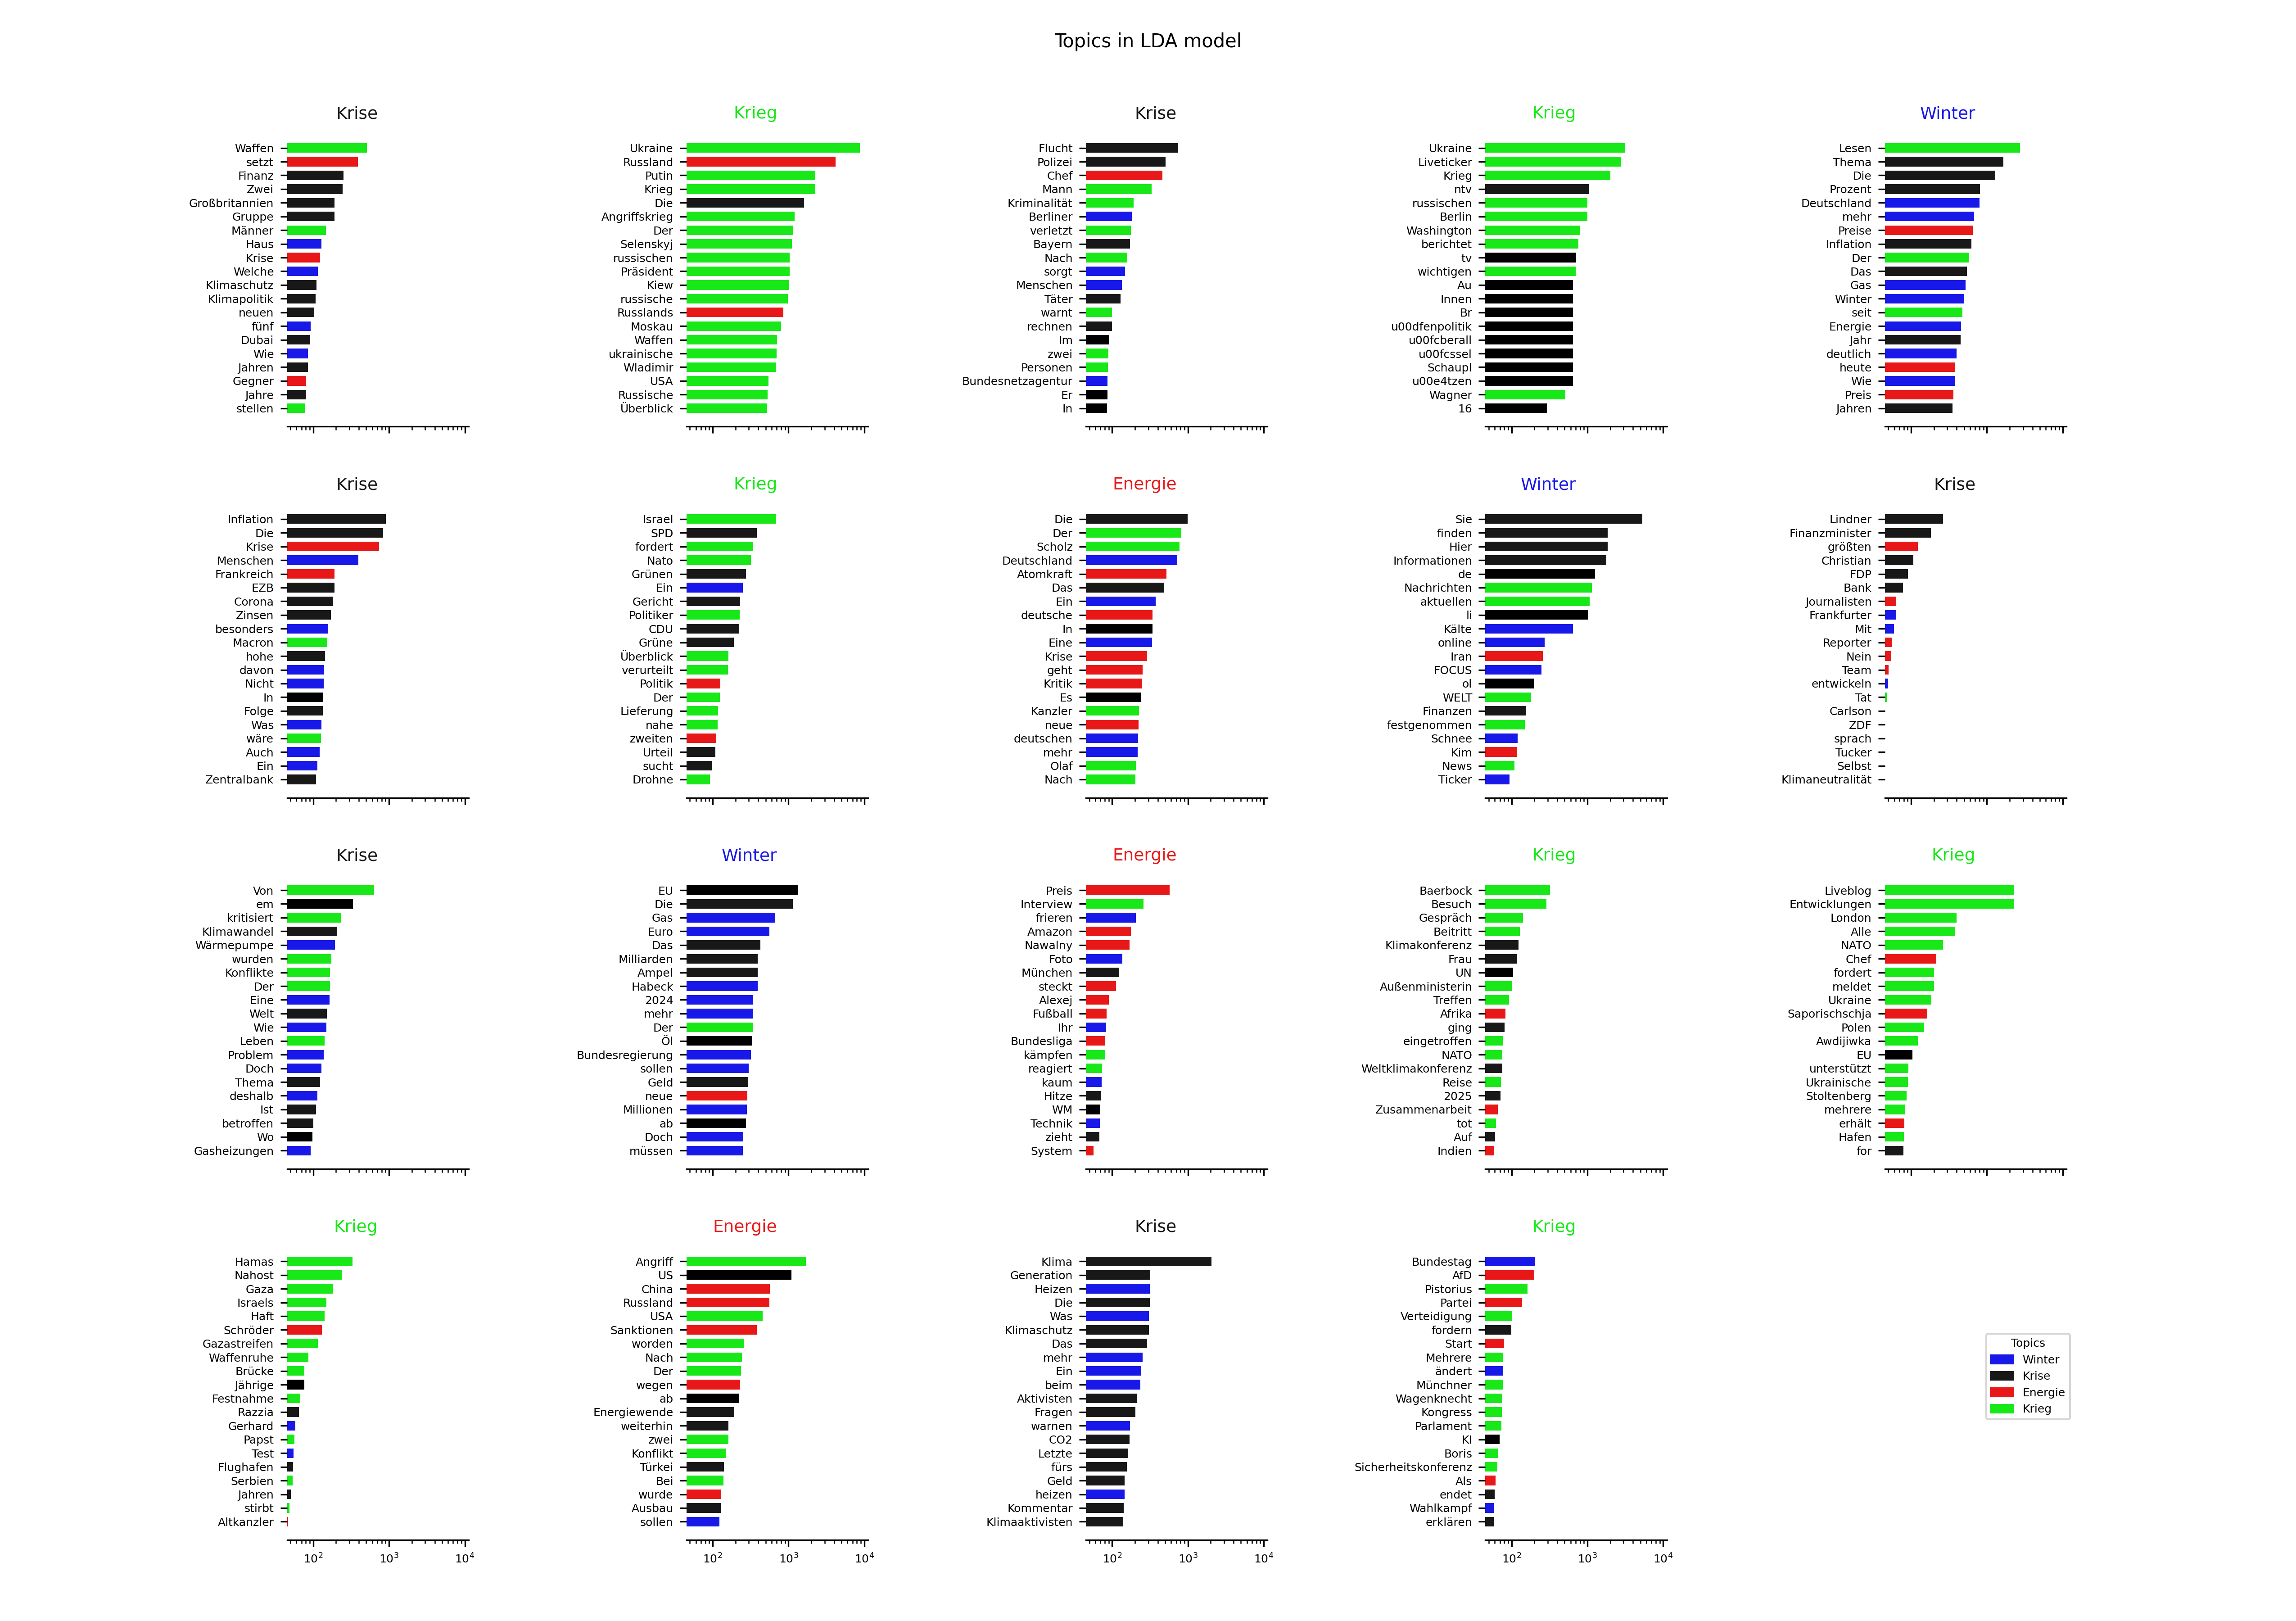 Topics in LDA model
Krise
Waffen
setzt
Finanz
Zwei
Großbritannien
Gruppe
Männer
Haus
Krise
Welche
Klimaschutz
Klimapolitik
neuen
fünf
Dubai
Wie
Jahren
Gegner
Jahre
stellen
Krieg
Ukraine
Russland
Putin
Krieg
Die
Angriffskrieg
Der
Selenskyj
russischen
Präsident
Kiew
russische
Russlands
Moskau
Waffen
ukrainische
Wladimir
USA
Russische
Überblick
Krise
Flucht
Polizei
Chef
Mann
Kriminalität
Berliner
verletzt
Bayern
Nach
sorgt
Menschen
Täter
warnt
rechnen
Im
zwei
Personen
Bundesnetzagentur
Er
In
Krieg
Ukraine
Liveticker
Krieg
ntv
russischen
Berlin
Washington
berichtet
tv
wichtigen
Au
Innen
Br
u00dfenpolitik
u00fcberall
u00fcssel
Schaupl
u00e4tzen
Wagner
16
Winter
Lesen
Thema
Die
Prozent
Deutschland
mehr
Preise
Inflation
Der
Das
Gas
Winter
seit
Energie
Jahr
deutlich
heute
Wie
Preis
Jahren
Krise
Inflation
Die
Krise
Menschen
Frankreich
EZB
Corona
Zinsen
besonders
Macron
hohe
davon
Nicht
In
Folge
Was
wäre
Auch
Ein
Zentralbank
Krieg
Israel
SPD
fordert
Nato
Grünen
Ein
Gericht
Politiker
CDU
Grüne
Überblick
verurteilt
Politik
Der
Lieferung
nahe
zweiten
Urteil
sucht
Drohne
Energie
Die
Der
Scholz
Deutschland
Atomkraft
Das
Ein
deutsche
In
Eine
Krise
geht
Kritik
Es
Kanzler
neue
deutschen
mehr
Olaf
Nach
Winter
Sie
finden
Hier
Informationen
de
Nachrichten
aktuellen
li
Kälte
online
Iran
FOCUS
ol
WELT
Finanzen
festgenommen
Schnee
Kim
News
Ticker
Krise
Lindner
Finanzminister
größten
Christian
FDP
Bank
Journalisten
Frankfurter
Mit
Reporter
Nein
Team
entwickeln
Tat
Carlson
ZDF
sprach
Tucker
Selbst
Klimaneutralität
Krise
Von
em
kritisiert
Klimawandel
Wärmepumpe
wurden
Konflikte
Der
Eine
Welt
Wie
Leben
Problem
Doch
Thema
deshalb
Ist
betroffen
Wo
Gasheizungen
Winter
EU
Die
Gas
Euro
Das
Milliarden
Ampel
Habeck
2024
mehr
Der
Öl
Bundesregierung
sollen
Geld
neue
Millionen
ab
Doch
müssen
Energie
Preis
Interview
frieren
Amazon
Nawalny
Foto
München
steckt
Alexej
Fußball
Ihr
Bundesliga
kämpfen
reagiert
kaum
Hitze
WM
Technik
zieht
System
Krieg
Baerbock
Besuch
Gespräch
Beitritt
Klimakonferenz
Frau
UN
Außenministerin
Treffen
Afrika
ging
eingetroffen
NATO
Weltklimakonferenz
Reise
2025
Zusammenarbeit
tot
Auf
Indien
Krieg
Liveblog
Entwicklungen
London
Alle
NATO
Chef
fordert
meldet
Ukraine
Saporischschja
Polen
Awdijiwka
EU
unterstützt
Ukrainische
Stoltenberg
mehrere
erhält
Hafen
for
Krieg
Hamas
Nahost
Gaza
Israels
Haft
Schröder
Gazastreifen
Waffenruhe
Brücke
Jährige
Festnahme
Razzia
Gerhard
Papst
Test
Flughafen
Serbien
Jahren
stirbt
Altkanzler
10² 10³ 10⁴
Energie
Angriff
US
China
Russland
USA
Sanktionen
worden
Nach
Der
wegen
ab
Energiewende
weiterhin
zwei
Konflikt
Türkei
Bei
wurde
Ausbau
sollen
10² 10³ 10⁴
Krise
Klima
Generation
Heizen
Die
Was
Klimaschutz
Das
mehr
Ein
beim
Aktivisten
Fragen
warnen
CO2
Letzte
fürs
Geld
heizen
Kommentar
Klimaaktivisten
10² 10³ 10⁴
Krieg
Bundestag
AfD
Pistorius
Partei
Verteidigung
fordern
Start
Mehrere
ändert
Münchner
Wagenknecht
Kongress
Parlament
KI
Boris
Sicherheitskonferenz
Als
endet
Wahlkampf
erklären
10² 10³ 10⁴
Topics
Winter
Krise
Energie
Krieg